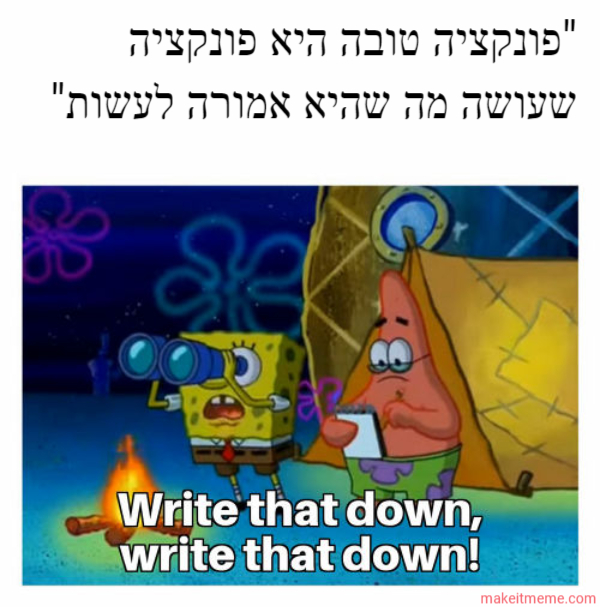 "פונקציה טובה היא פונקציה
שעושה מה שהיא אמורה לעשות"
Write that down,
write that down!
makeitmeme.com